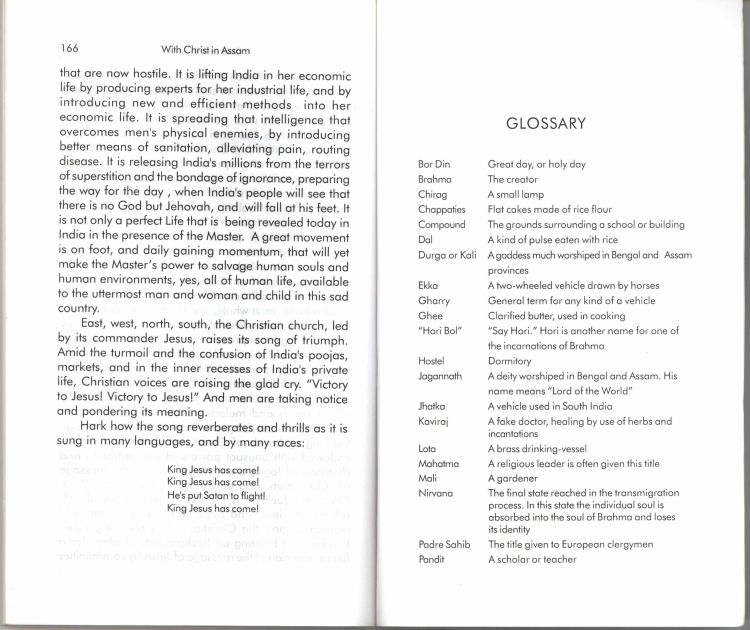 166
With Christ in Assam
that are now hostile. It is lifting India in her economic
life by producing experts for her industrial life, and by
introducing new and efficient methods into her
economic life. It is spreading that intelligence that
overcomes men's physical enemies, by introducing
better means of sanitation, alleviating pain, routing
disease. It is releasing India's millions from the terrors
of superstition and the bondage of ignorance, preparing
the way for the day , when India's people will see that
there is no God but Jehovah, and will fall at his feet. It
is not only a perfect Life that is being revealed today in
India in the presence of the Master. A great movement
is on foot, and daily gaining momentum, that will yet
make the Master's power to salvage human souls and
human environments, yes, all of human life, available
to the uttermost man and woman and child in this sad
country.
East, west, north, south, the Christian church, led
by its commander Jesus, raises its song of triumph.
Amid the turmoil and the confusion of India's poojas,
markets, and in the inner recesses of India's private
life, Christian voices are raising the glad cry. "Victory
to Jesus! Victory to Jesus!" And men are taking notice
and pondering its meaning.
Hark how the song reverberates and thrills as it is
sung in many languages, and by many races:
King Jesus has come!
King Jesus has come!
He's put Satan to flight!
King Jesus has come!
GLOSSARY
Bor Din Great day, or holy day
Brahma The creator
Chirag A small lamp
Chappaties Flat cakes made of rice flour
Compound The grounds surrounding a school or building
Dal A kind of pulse eaten with rice
Durga or Kali A goddess much worshiped in Bengal and Assam
provinces
Ekka A two-wheeled vehicle drawn by horses
Gharry General term for any kind of a vehicle
Ghee Clarified butter, used in cooking
"Hori Bol" "Say Hori." Hori is another name for one of
the incarnations of Brahma
Hostel Dormitory
Jagannath A deity worshiped in Bengal and Assam. His
name means "Lord of the World"
Jhatka A vehicle used in South India
Kaviraj A fake doctor, healing by use of herbs and
incantations
Lota A brass drinking-vessel
Mahatma A religious leader is often given this title
Mali A gardener
Nirvana The final state reached in the transmigration
process. In this state the individual soul is
absorbed into the soul of Brahma and loses
its identity
Padre Sahib The title given to European clergymen
Pandit A scholar or teacher